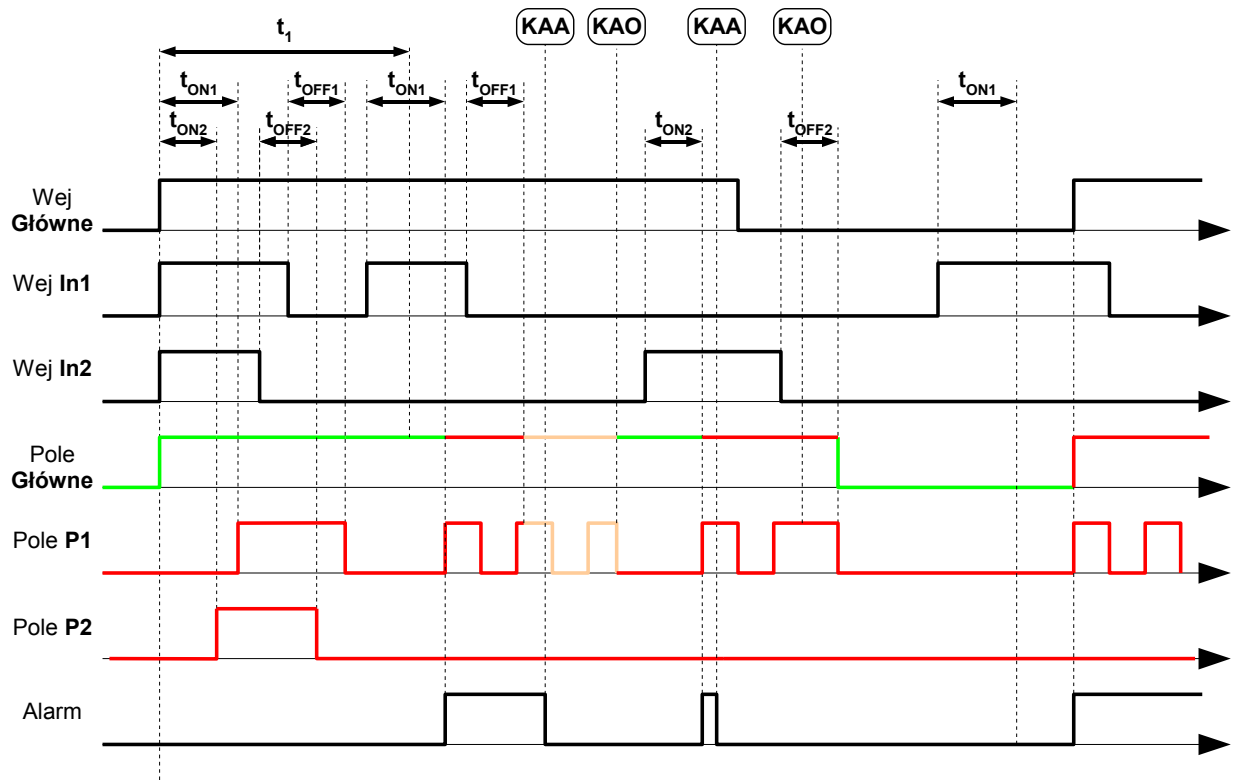 KAA KAO KAA KAO
t1
tON1 tOFF1 tON1 tOFF1 tON1
tON2 tOFF2 tON2 tOFF2
Wej
Główne
Wej In1
Wej In2
Pole
Główne
Pole P1
Pole P2
Alarm